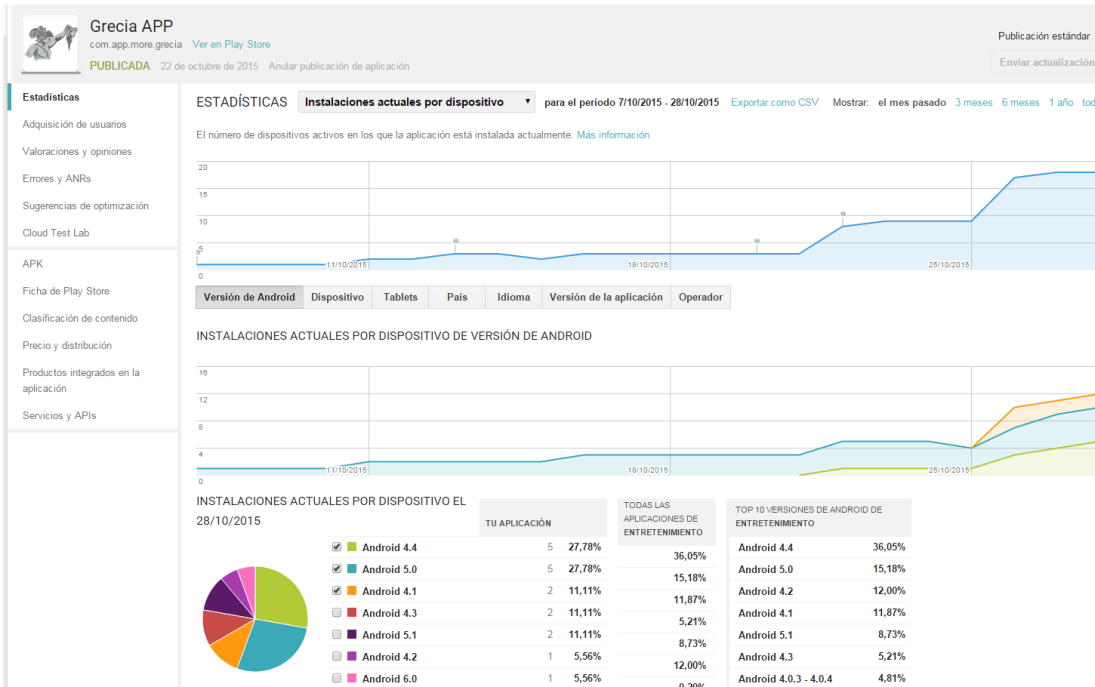 Grecia APP
com.app.more.grecia Ver en Play Store
PUBLICADA 22 de octubre de 2015 Anular publicación de aplicación
Publicación estándar
Enviar actualización
Estadísticas
Adquisición de usuarios
Valoraciones y opiniones
Errores y ANRs
Sugerencias de optimización
Cloud Test Lab
APK
Ficha de Play Store
Clasificación de contenido
Precio y distribución
Productos integrados en la
aplicación
Servicios y APIs
ESTADÍSTICAS Instalaciones actuales por dispositivo para el período 7/10/2015 - 28/10/2015 Exportar como CSV Mostrar: el mes pasado 3 meses 6 meses 1 año tod
El número de dispositivos activos en los que la aplicación está instalada actualmente. Más información
20
15
10
5
0
11/10/2015 18/10/2015 25/10/2015
Versión de Android Dispositivo Tablets País Idioma Versión de la aplicación Operador
INSTALACIONES ACTUALES POR DISPOSITIVO DE VERSIÓN DE ANDROID
16
12
8
4
0
11/10/2015 18/10/2015 25/10/2015
INSTALACIONES ACTUALES POR DISPOSITIVO EL
28/10/2015
TU APLICACIÓN
TODAS LAS
APLICACIONES DE
ENTRETENIMIENTO
TOP 10 VERSIONES DE ANDROID DE
ENTRETENIMIENTO
Android 4.4 5 27,78% 36,05% Android 4.4 36,05%
Android 5.0 5 27,78% 15,18% Android 5.0 15,18%
Android 4.1 2 11,11% 11,87% Android 4.2 12,00%
Android 4.3 2 11,11% 5,21% Android 4.1 11,87%
Android 5.1 2 11,11% 8,73% Android 5.1 8,73%
Android 4.2 1 5,56% 12,00% Android 4.3 5,21%
Android 6.0 1 5,56% Android 4.0.3 - 4.0.4 4,81%